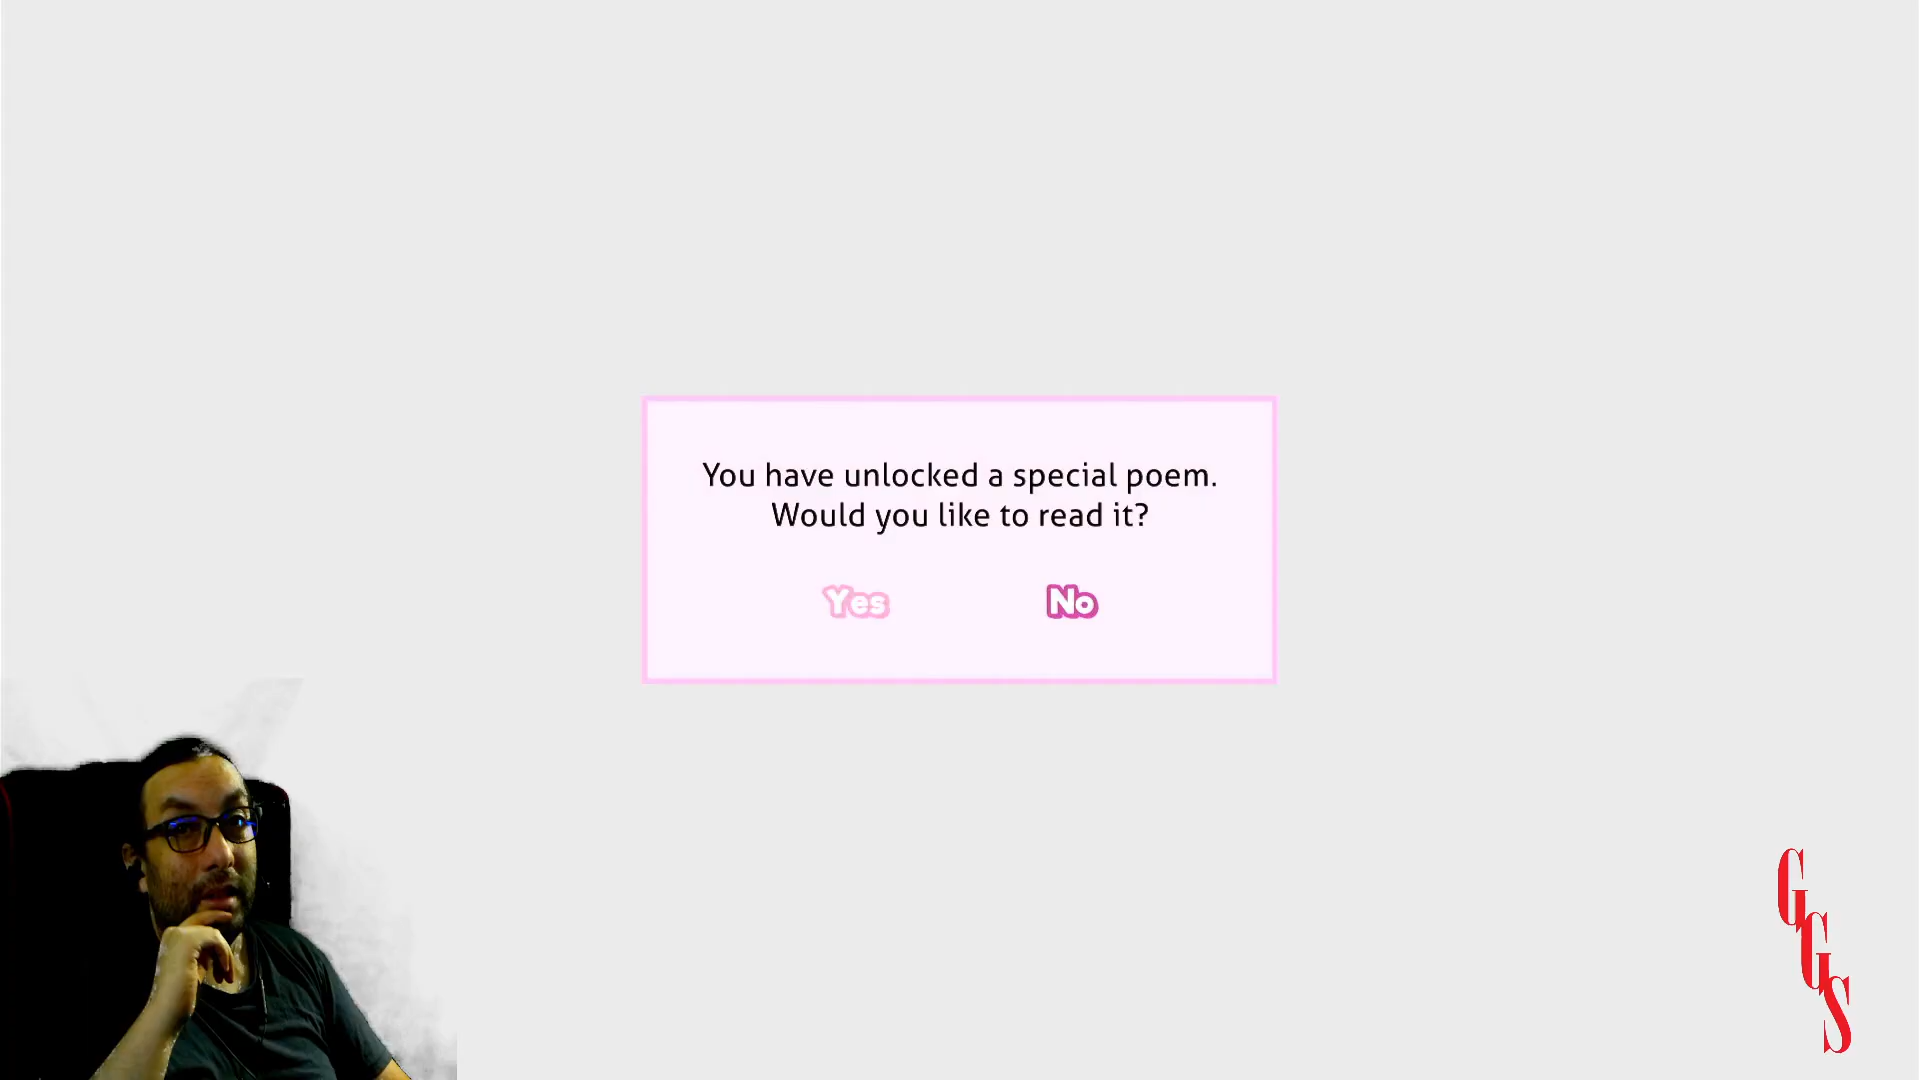 You have unlocked a special poem.
Would you like to read it?
Yes No
GGS